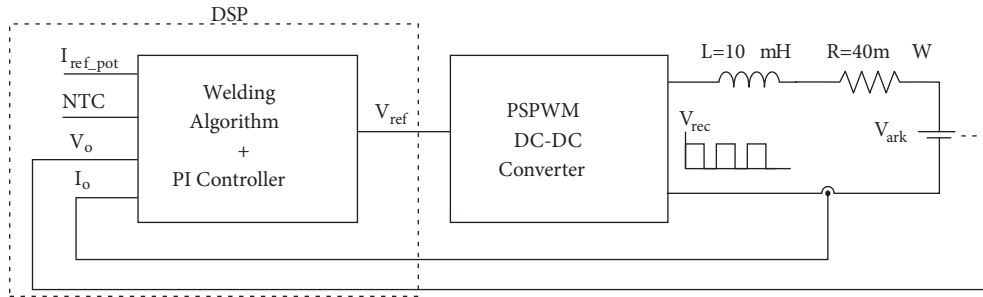 DSP
I_ref_pot
NTC
V_o
I_o
Welding
Algorithm
+
PI Controller
V_ref
PSPWM
DC-DC
Converter
L=10 mH
R=40m W
V_rec
V_ark